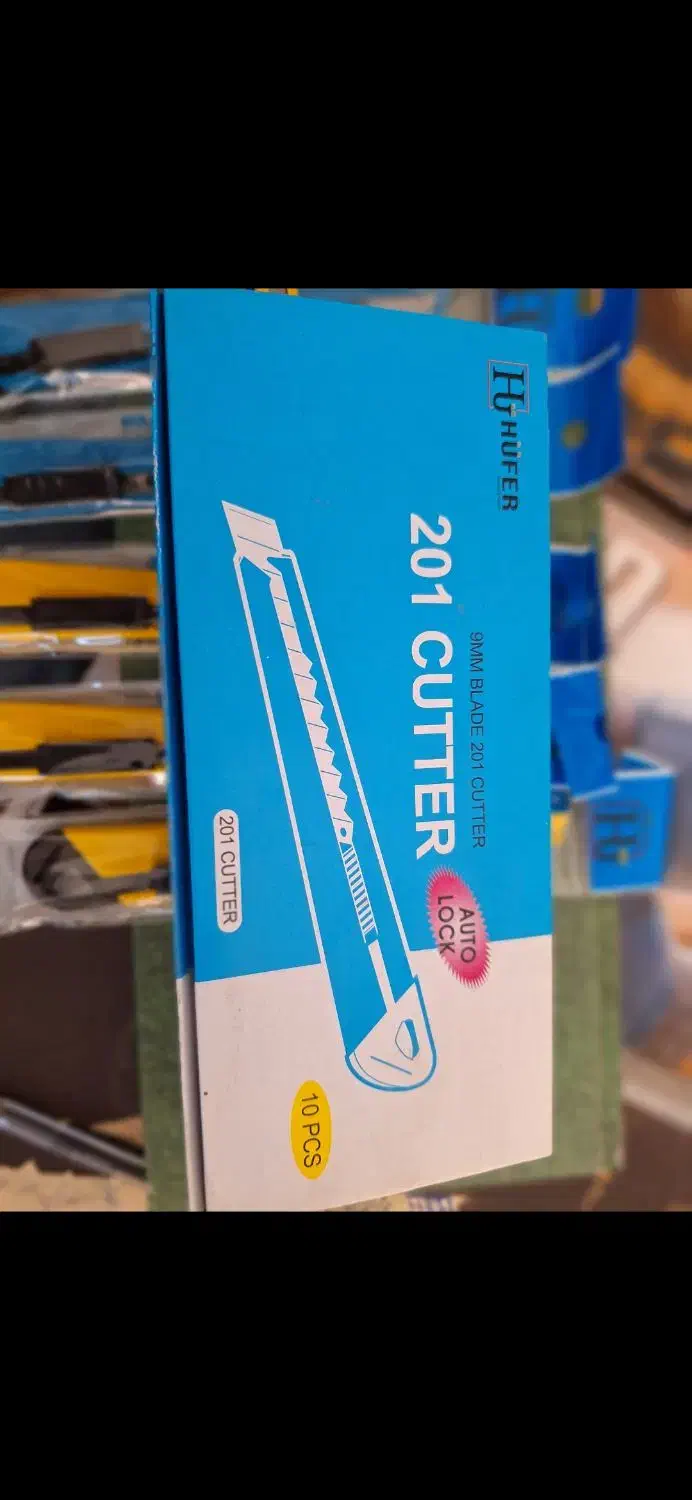 HÜFER
9MM BLADE 201 CUTTER
201 CUTTER
AUTO
LOCK
201 CUTTER
10 PCS